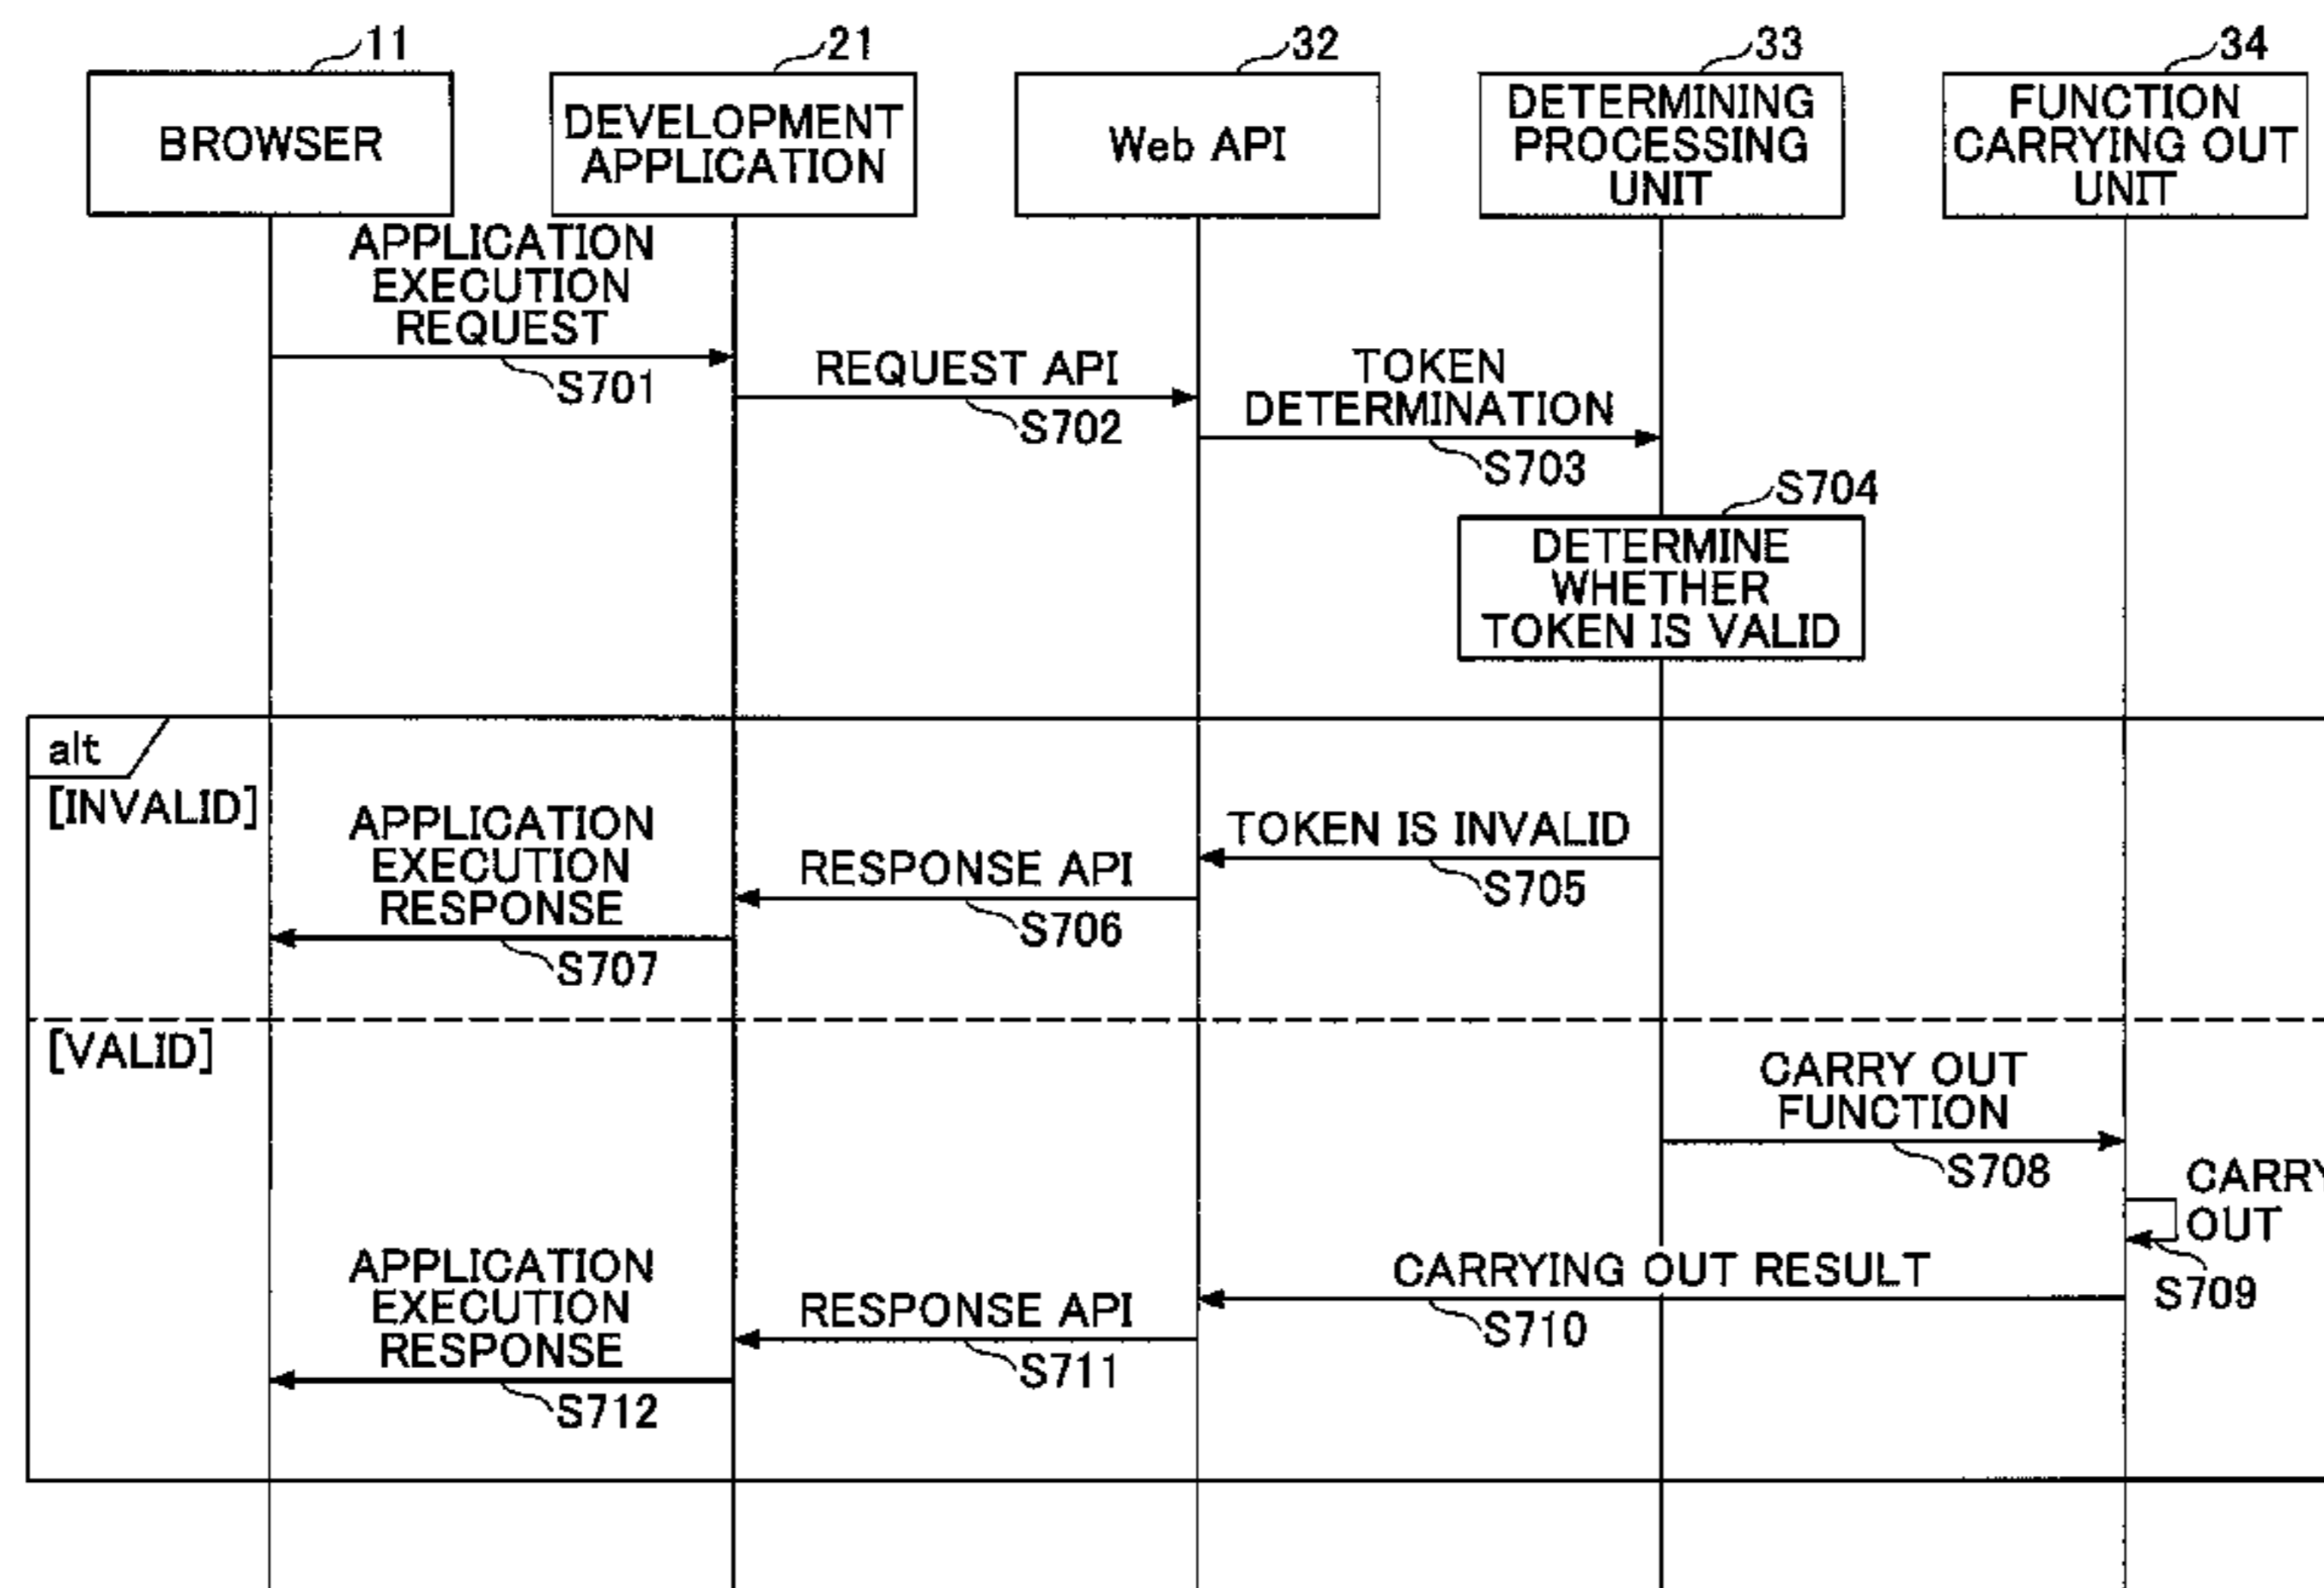 11
21
32
33
34
BROWSER
DEVELOPMENT
APPLICATION
Web API
DETERMINING
PROCESSING
UNIT
FUNCTION
CARRYING OUT
UNIT
APPLICATION
EXECUTION
REQUEST
S701
REQUEST API
S702
TOKEN
DETERMINATION
S703
S704
DETERMINE
WHETHER
TOKEN IS VALID
alt
[INVALID]
TOKEN IS INVALID
S705
RESPONSE API
S706
APPLICATION
EXECUTION
RESPONSE
S707
[VALID]
CARRY OUT
FUNCTION
S708
CARRY
OUT
S709
CARRYING OUT RESULT
S710
RESPONSE API
S711
APPLICATION
EXECUTION
RESPONSE
S712